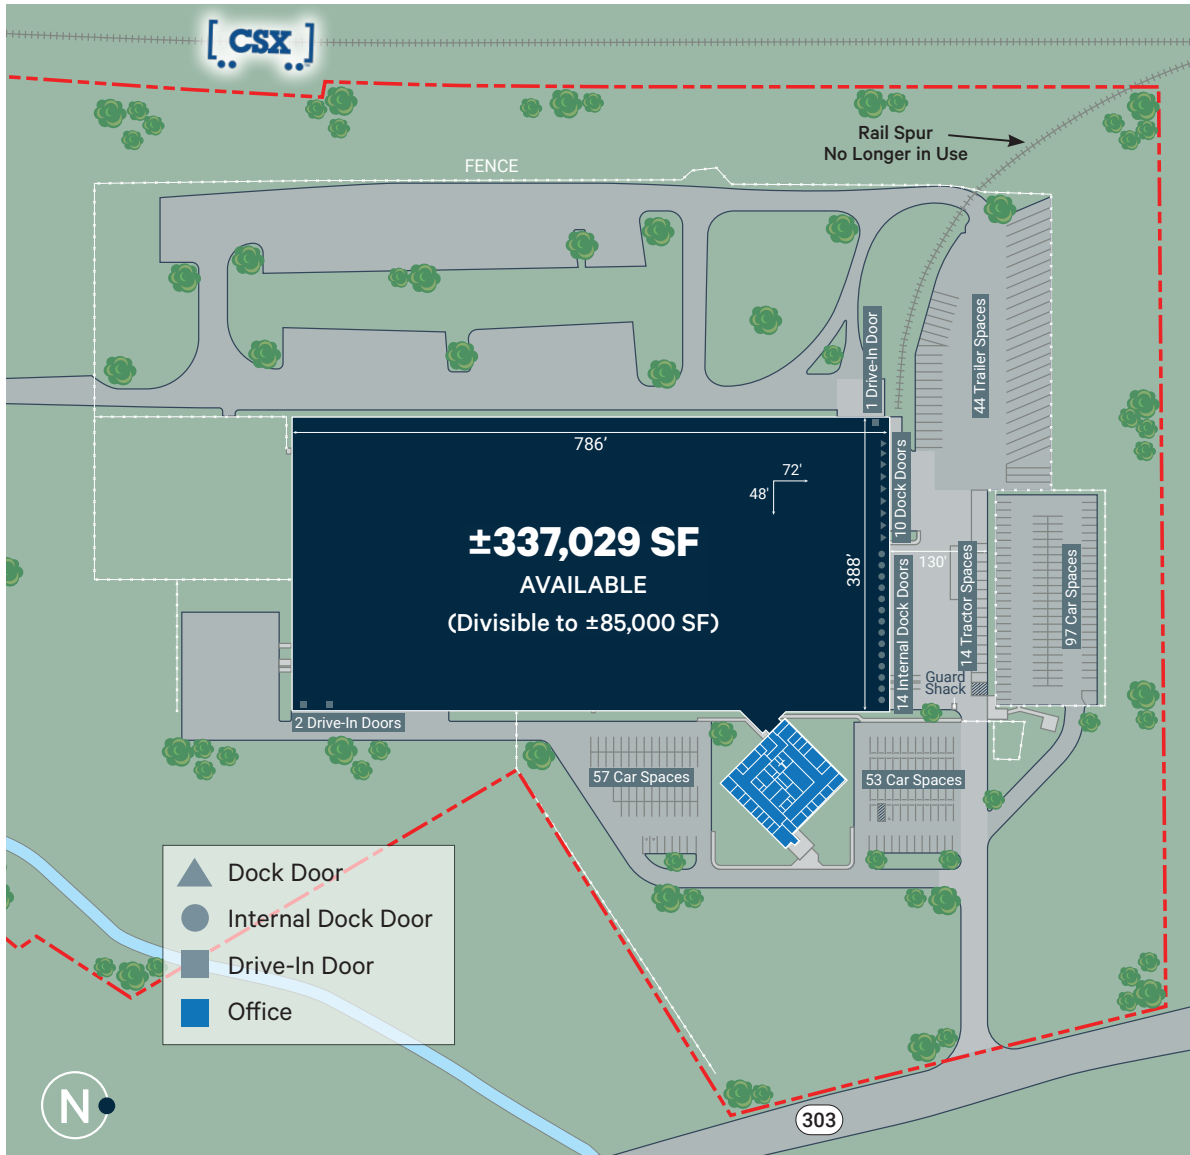 CSX
Rail Spur
No Longer in Use
FENCE
1 Drive-In Door
44 Trailer Spaces
786’
72'
48'
10 Dock Doors
±337,029 SF
AVAILABLE
(Divisible to ±85,000 SF)
388’
130'
14 Internal Dock Doors
14 Tractor Spaces
97 Car Spaces
Guard
Shack
2 Drive-In Doors
57 Car Spaces
53 Car Spaces
Dock Door
Internal Dock Door
Drive-In Door
Office
N
303